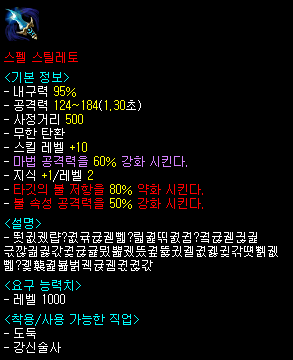 스펠 스틸레토
<기본 정보>
- 내구력 95%
- 공격력 124~184(1,30초)
- 사정거리 500
- 무한 탄환
- 스킬 레벨 +10
- 마법 공격력을 60% 강화 시킨다.
- 지식 +1/레벨 2
- 타깃의 불 저항을 80% 약화 시킨다.
- 불 속성 공격력을 50% 강화 시킨다.
<설명>
<요구 능력치>
- 레벨 1000
<착용/사용 가능한 직업>
- 도둑
- 강신술사